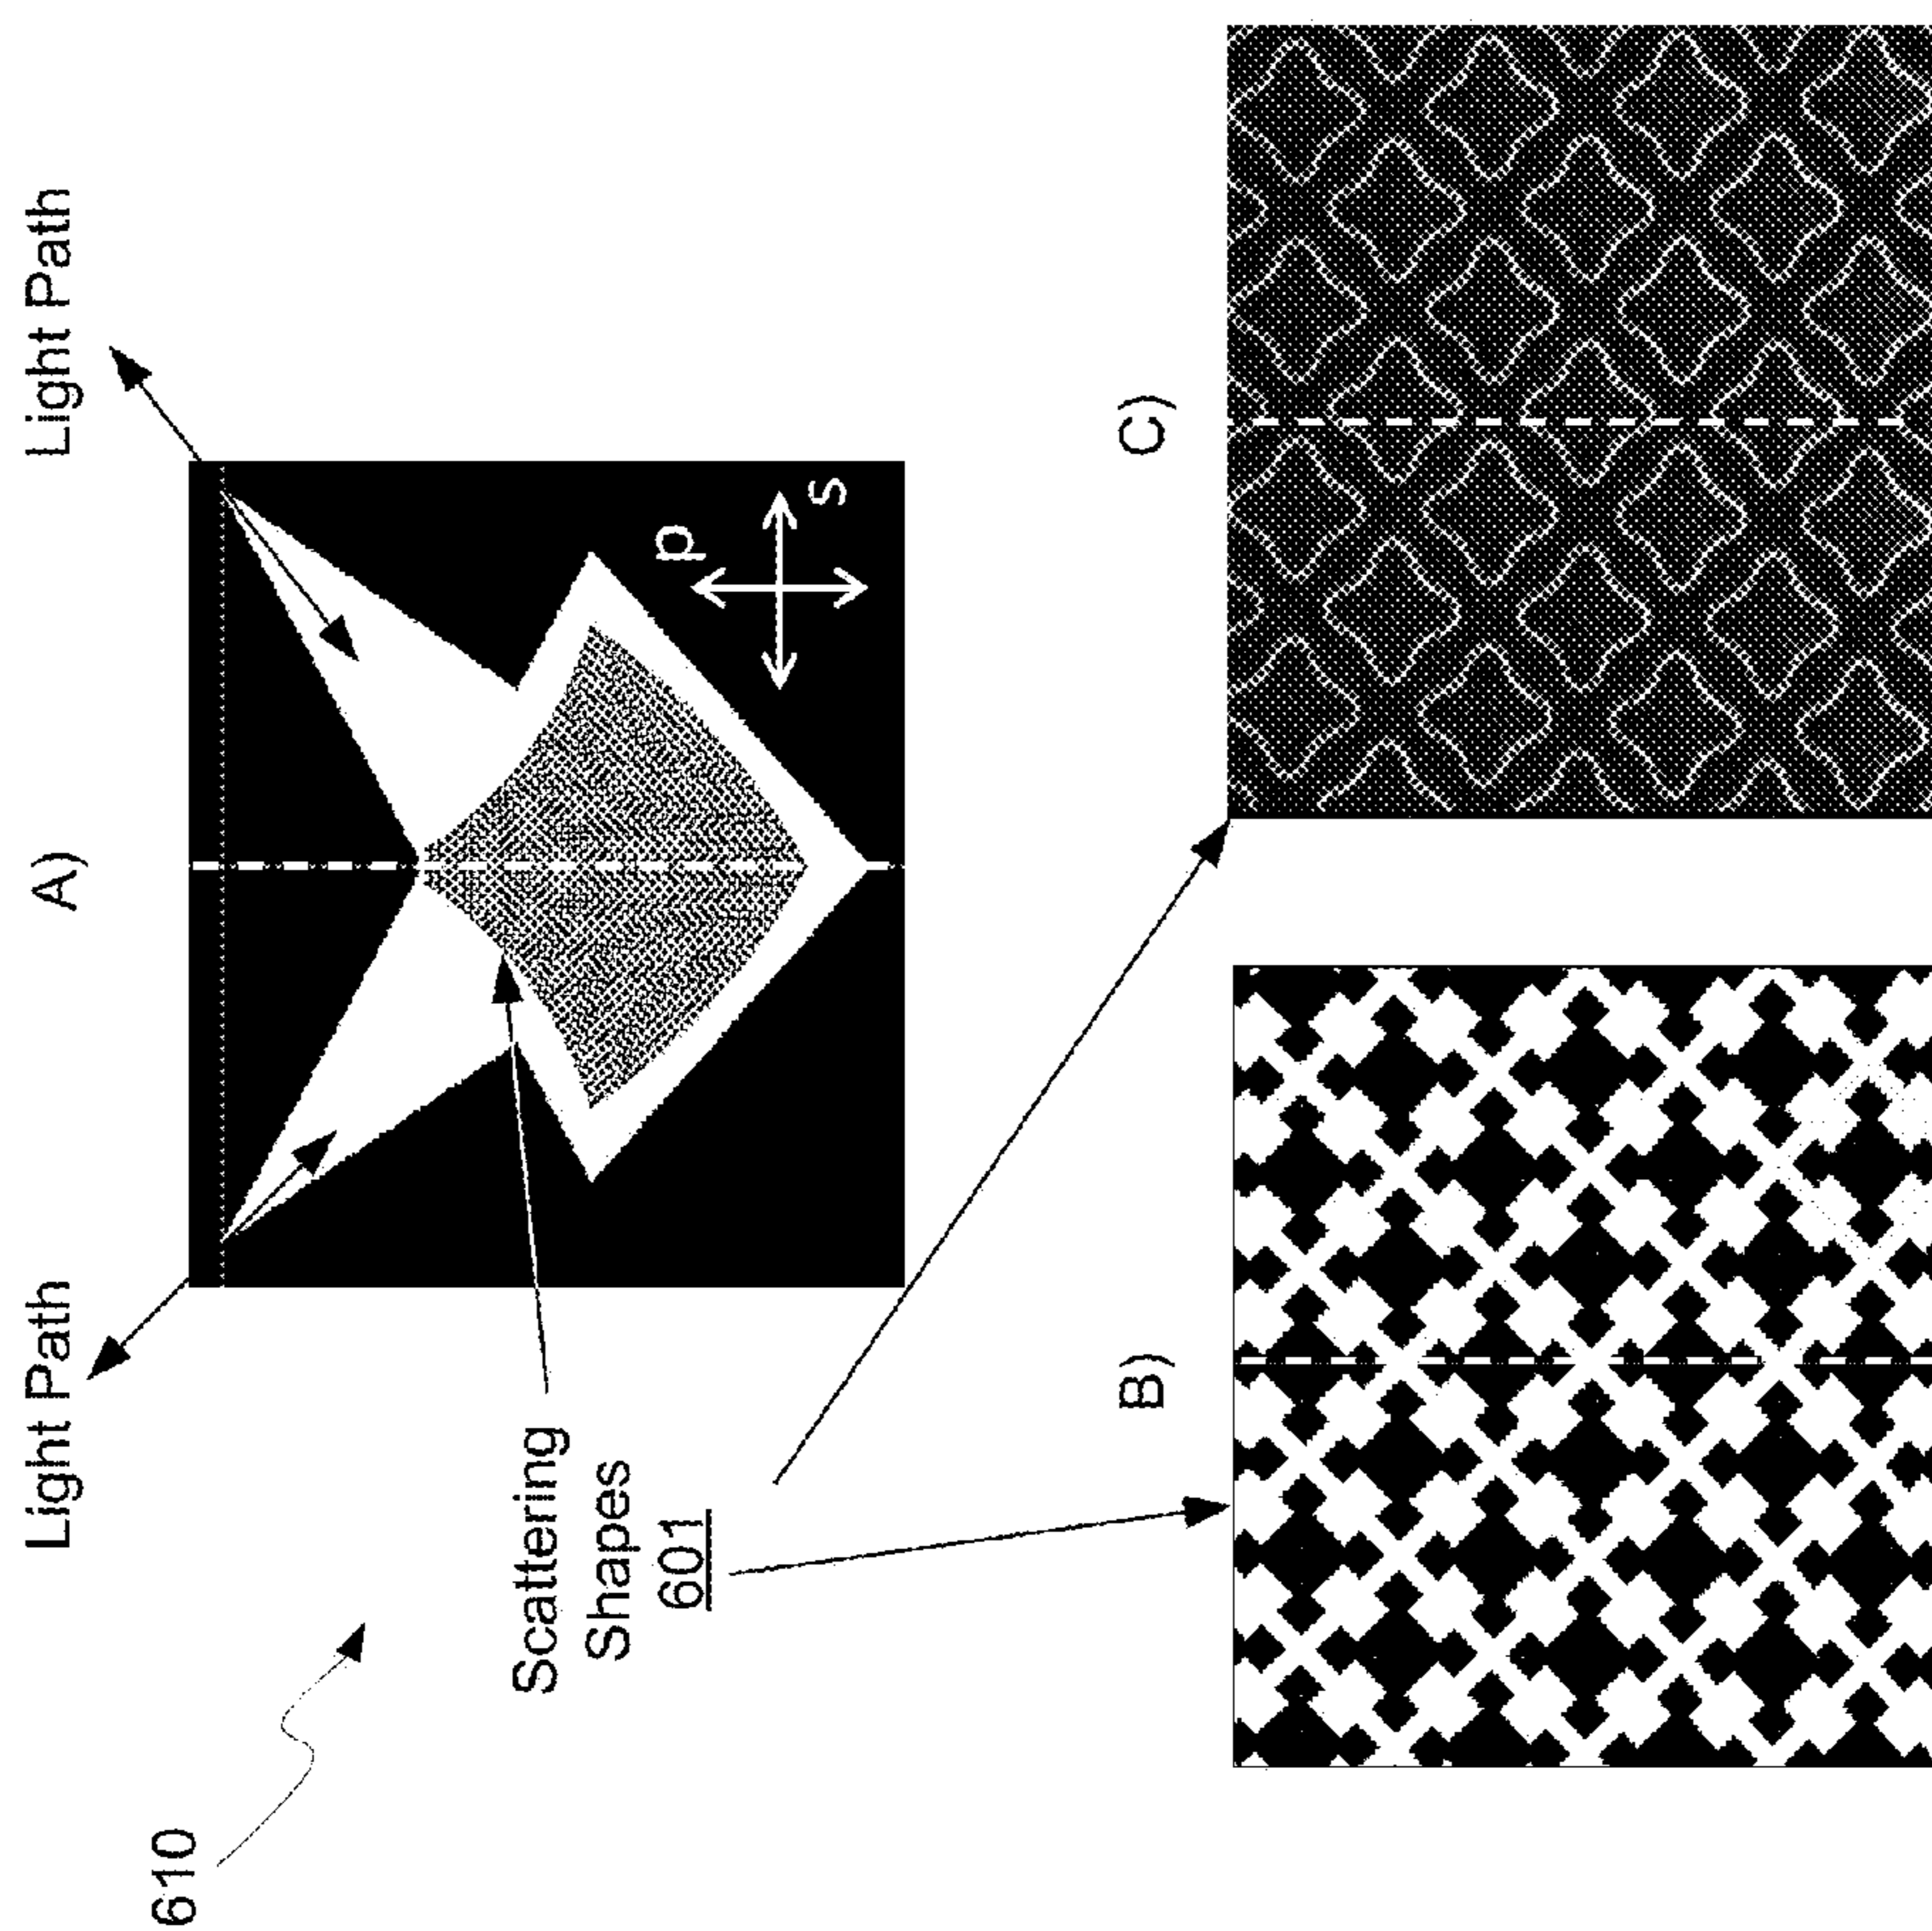 610
Light Path
A)
Light Path
Scattering
Shapes
601
p
s
B)
C)